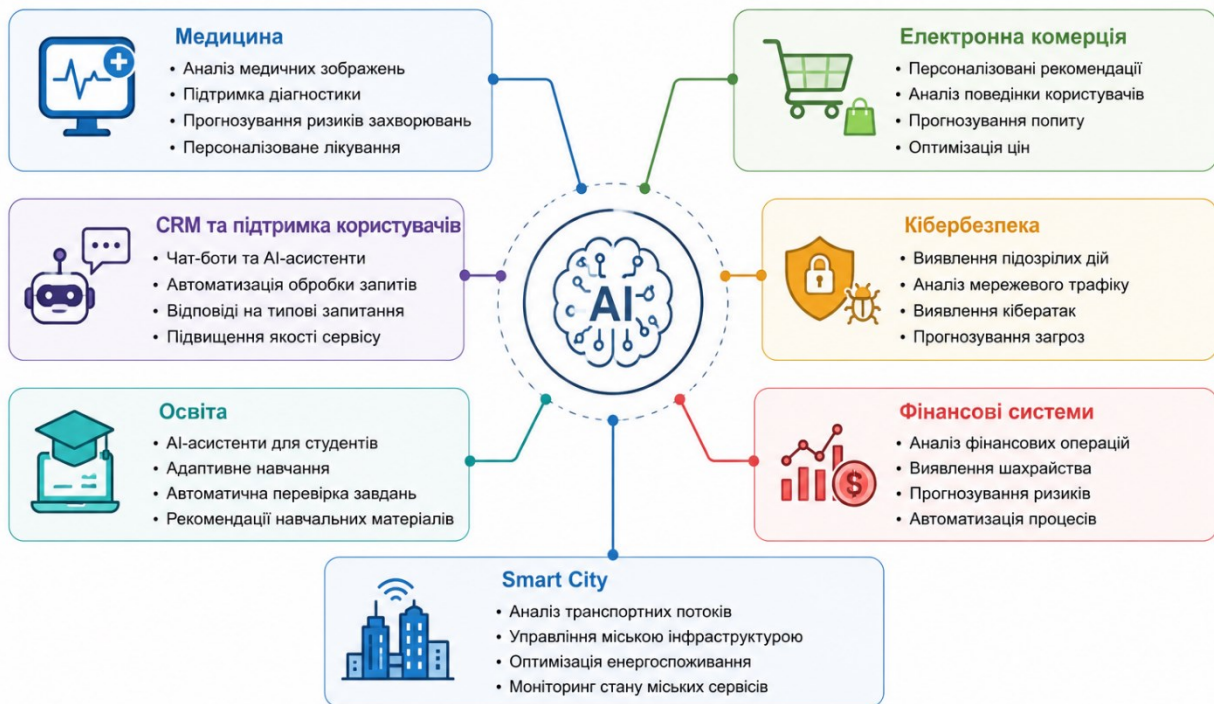 Медицина
• Аналіз медичних зображень
• Підтримка діагностики
• Прогнозування ризиків захворювань
• Персоналізоване лікування
Електронна комерція
• Персоналізовані рекомендації
• Аналіз поведінки користувачів
• Прогнозування попиту
• Оптимізація цін
CRM та підтримка користувачів
• Чат-боти та AI-асистенти
• Автоматизація обробки запитів
• Відповіді на типові запитання
• Підвищення якості сервісу
AI
Кібербезпека
• Виявлення підозрілих дій
• Аналіз мережевого трафіку
• Виявлення кібератак
• Прогнозування загроз
Освіта
• AI-асистенти для студентів
• Адаптивне навчання
• Автоматична перевірка завдань
• Рекомендації навчальних матеріалів
Фінансові системи
• Аналіз фінансових операцій
• Виявлення шахрайства
• Прогнозування ризиків
• Автоматизація процесів
$
Smart City
• Аналіз транспортних потоків
• Управління міською інфраструктурою
• Оптимізація енергоспоживання
• Моніторинг стану міських сервісів